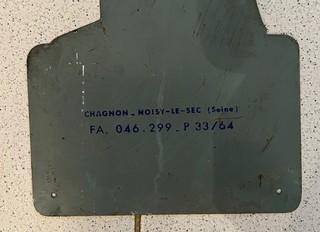 CHAGNON - NOISY-LE-SEC (Seine)
FA. 046.299 - P 33/64